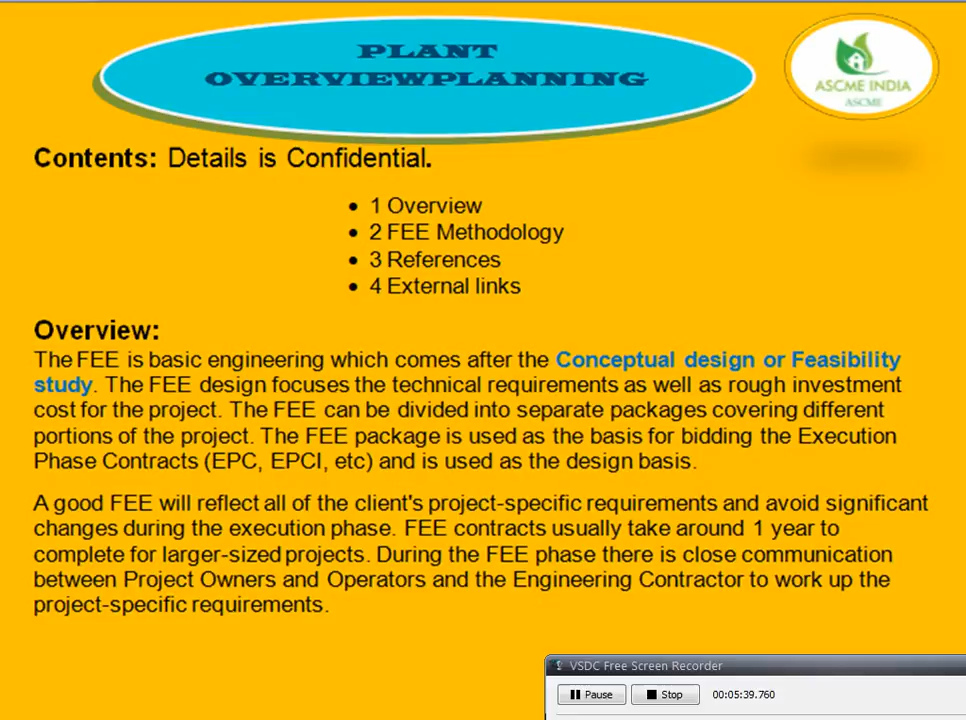 PLANT
OVERVIEWPLANNING
ASCME INDIA
ASCME
Contents: Details is Confidential.
• 1 Overview
• 2 FEE Methodology
• 3 References
• 4 External links
Overview:
The FEE is basic engineering which comes after the Conceptual design or Feasibility
study. The FEE design focuses the technical requirements as well as rough investment
cost for the project. The FEE can be divided into separate packages covering different
portions of the project. The FEE package is used as the basis for bidding the Execution
Phase Contracts (EPC, EPCI, etc) and is used as the design basis.
A good FEE will reflect all of the client's project-specific requirements and avoid significant
changes during the execution phase. FEE contracts usually take around 1 year to
complete for larger-sized projects. During the FEE phase there is close communication
between Project Owners and Operators and the Engineering Contractor to work up the
project-specific requirements.
VSDC Free Screen Recorder
Pause Stop 00:05:39.760